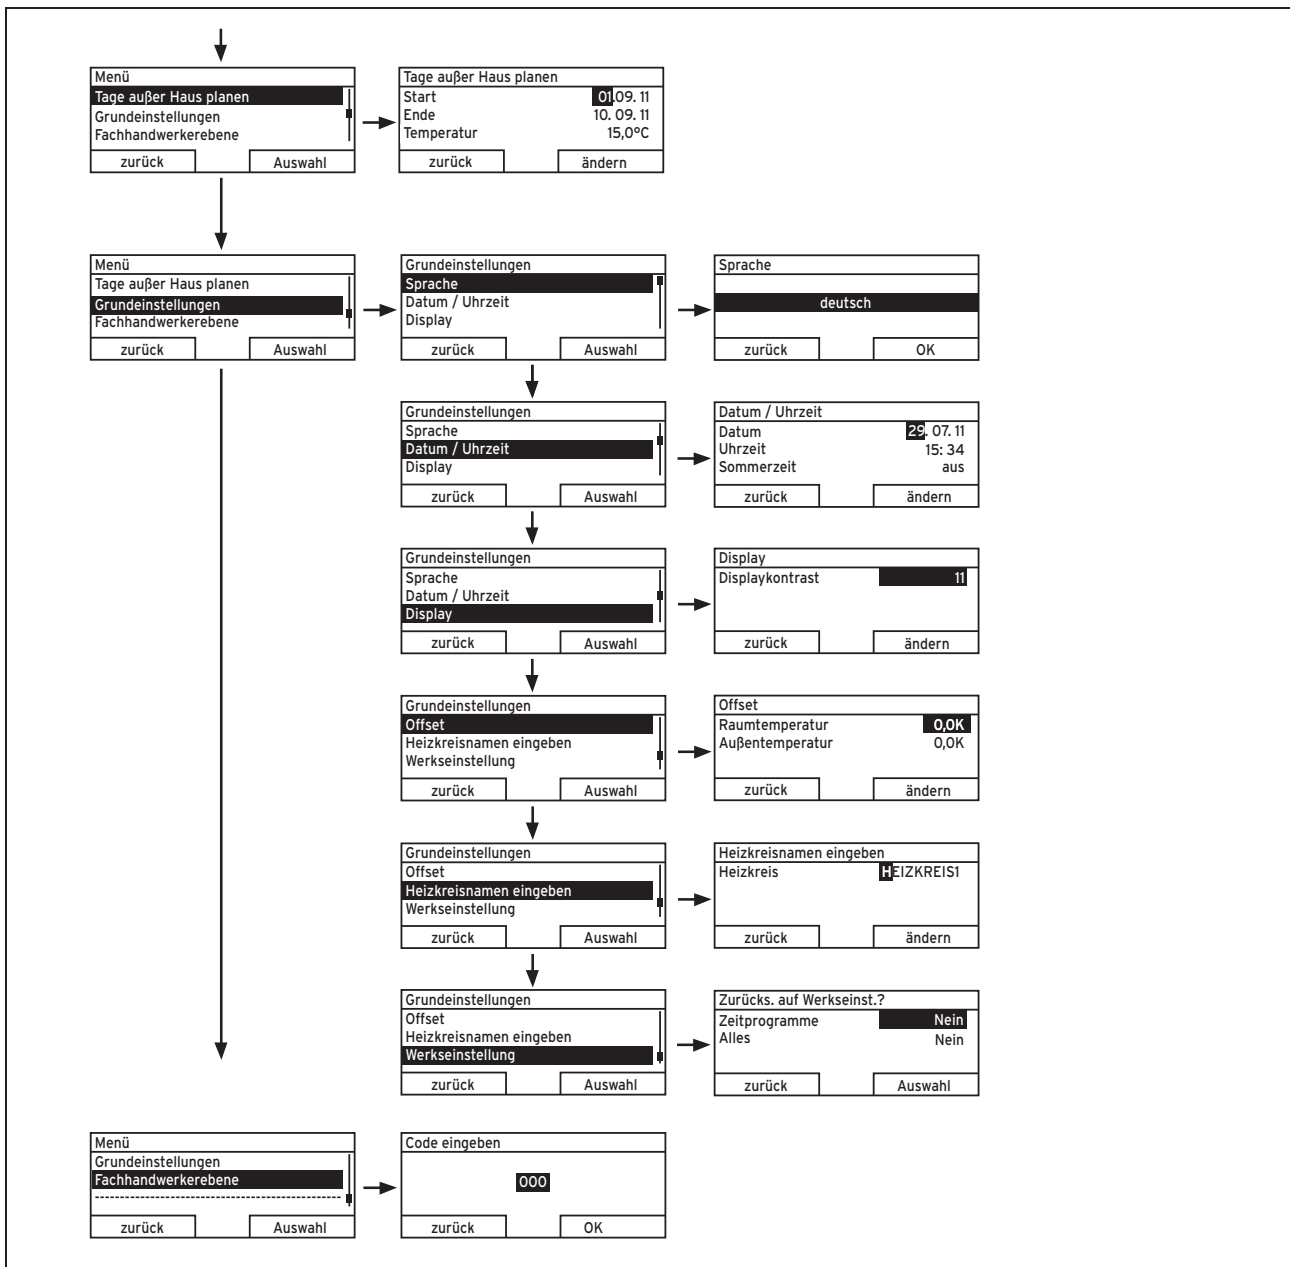 Menü
Tage außer Haus planen
Grundeinstellungen
Fachhandwerkerebene
zurück Auswahl
Tage außer Haus planen
Start 01.09. 11
Ende 10. 09. 11
Temperatur 15,0°C
zurück ändern
Menü
Tage außer Haus planen
Grundeinstellungen
Fachhandwerkerebene
zurück Auswahl
Grundeinstellungen
Sprache
Datum / Uhrzeit
Display
zurück Auswahl
Sprache
deutsch
zurück OK
Grundeinstellungen
Sprache
Datum / Uhrzeit
Display
zurück Auswahl
Datum / Uhrzeit
Datum 29. 07. 11
Uhrzeit 15: 34
Sommerzeit aus
zurück ändern
Grundeinstellungen
Sprache
Datum / Uhrzeit
Display
zurück Auswahl
Display
Displaykontrast 11
zurück ändern
Grundeinstellungen
Offset
Heizkreisnamen eingeben
Werkseinstellung
zurück Auswahl
Offset
Raumtemperatur 0,0K
Außentemperatur 0,0K
zurück ändern
Grundeinstellungen
Offset
Heizkreisnamen eingeben
Werkseinstellung
zurück Auswahl
Heizkreisnamen eingeben
Heizkreis HEIZKREIS1
zurück ändern
Grundeinstellungen
Offset
Heizkreisnamen eingeben
Werkseinstellung
zurück Auswahl
Zurücks. auf Werkseinst.?
Zeitprogramme Nein
Alles Nein
zurück Auswahl
Menü
Grundeinstellungen
Fachhandwerkerebene
zurück Auswahl
Code eingeben
000
zurück OK